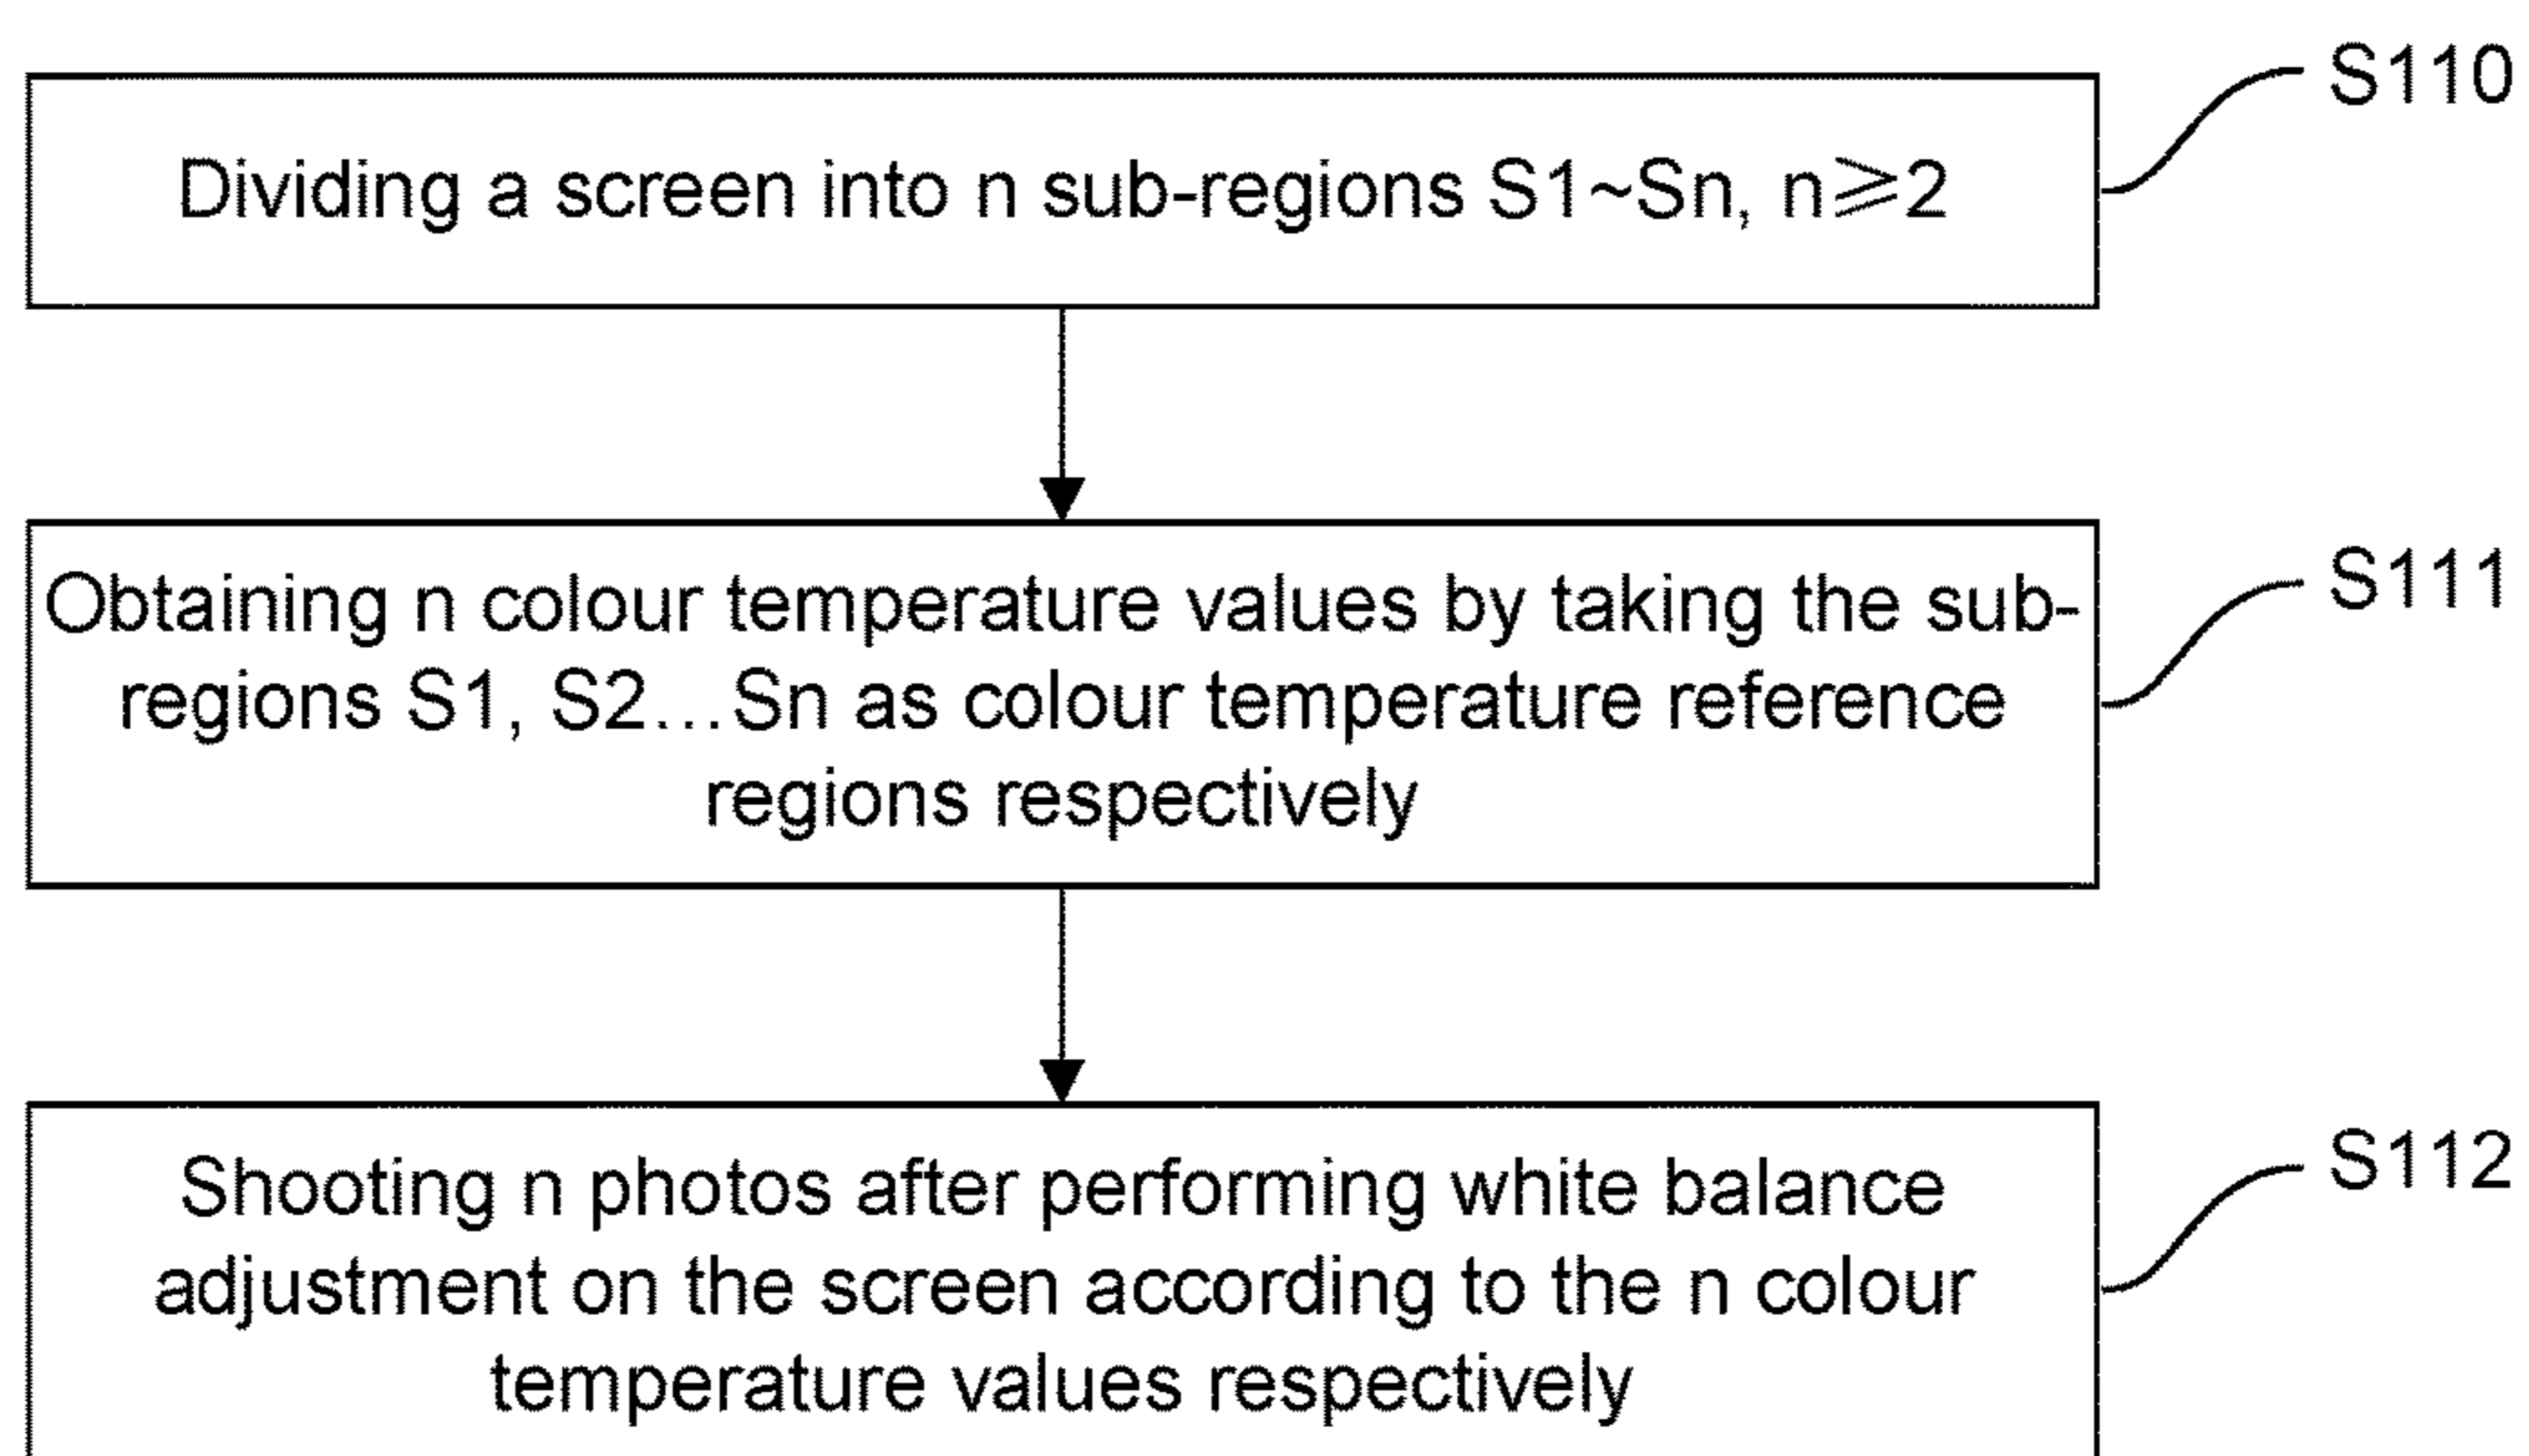 S110
Dividing a screen into n sub-regions S1~Sn, n⩾2
Obtaining n colour temperature values by taking the sub-
regions S1, S2...Sn as colour temperature reference
regions respectively
S111
Shooting n photos after performing white balance
adjustment on the screen according to the n colour
temperature values respectively
S112